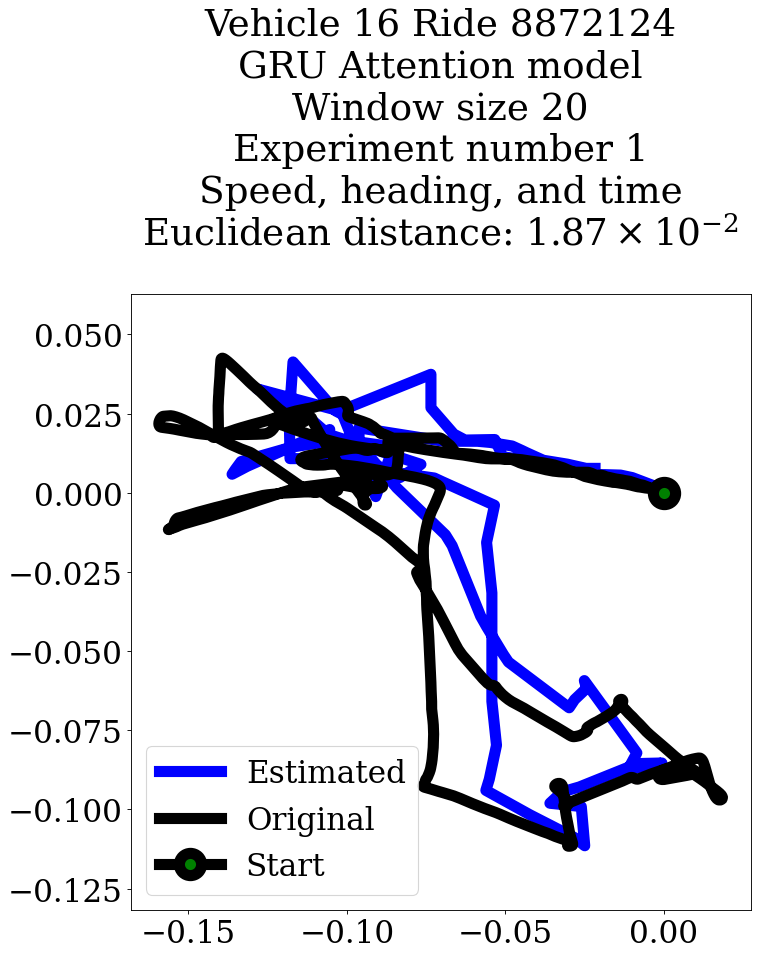 Vehicle 16 Ride 8872124
GRU Attention model
Window size 20
Experiment number 1
Speed, heading, and time
Euclidean distance: 1.87 × 10⁻²
0.050
0.025
0.000
−0.025
−0.050
−0.075
−0.100
−0.125
Estimated
Original
Start
−0.15 −0.10 −0.05 0.00